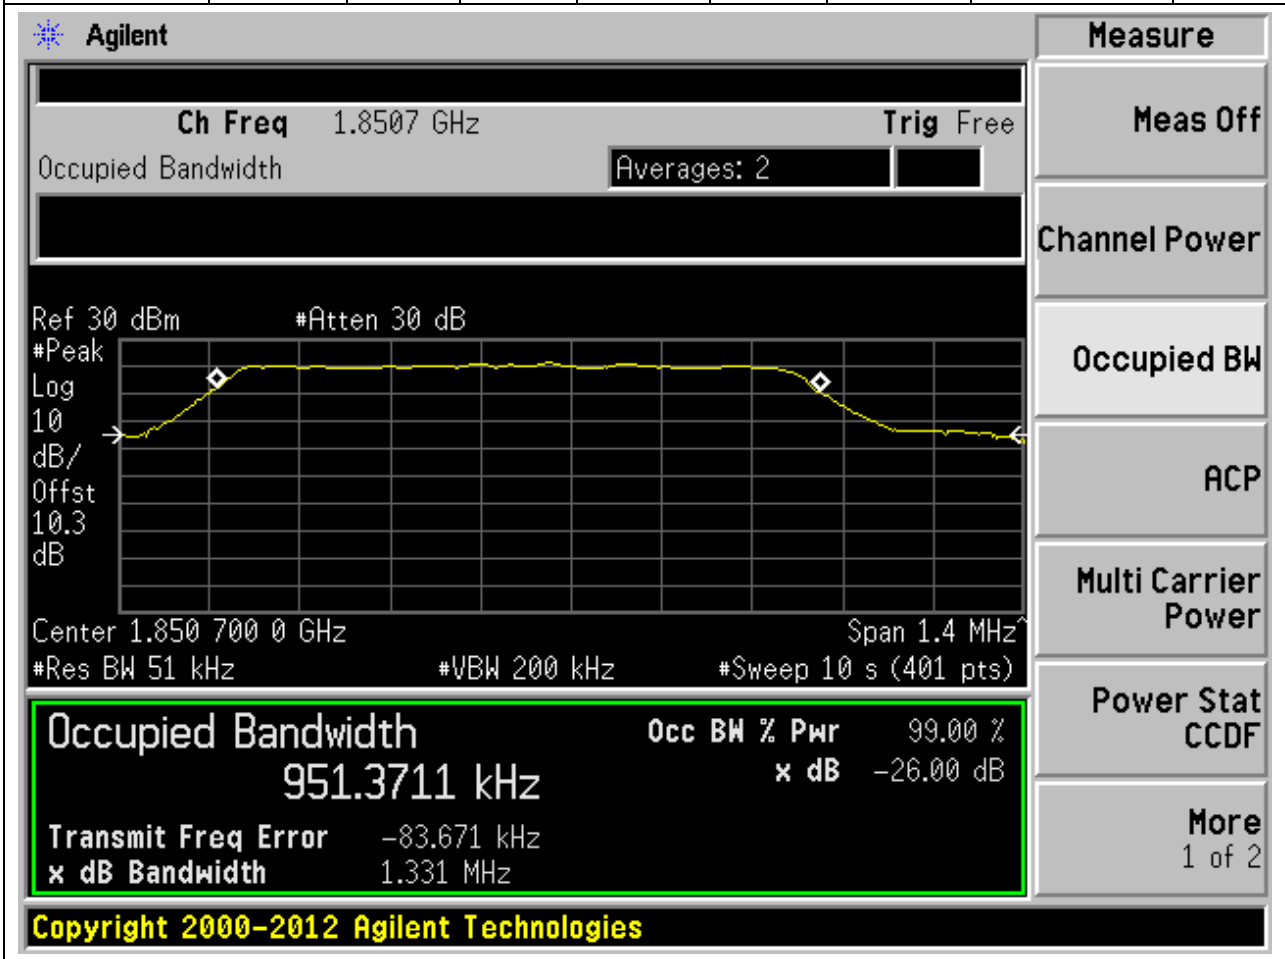 Agilent
Measure
Ch Freq 1.8507 GHz Trig Free
Occupied Bandwidth Averages: 2
Meas Off
Channel Power
Occupied BW
ACP
Multi Carrier
Power
Power Stat
CCDF
More
1 of 2
Ref 30 dBm #Atten 30 dB
#Peak
Log
10
dB/
Offst
10.3
dB
Center 1.850 700 0 GHz Span 1.4 MHz^
#Res BW 51 kHz #VBW 200 kHz #Sweep 10 s (401 pts)
Occupied Bandwidth
951.3711 kHz
Occ BW % Pwr 99.00 %
x dB -26.00 dB
Transmit Freq Error -83.671 kHz
x dB Bandwidth 1.331 MHz
Copyright 2000-2012 Agilent Technologies